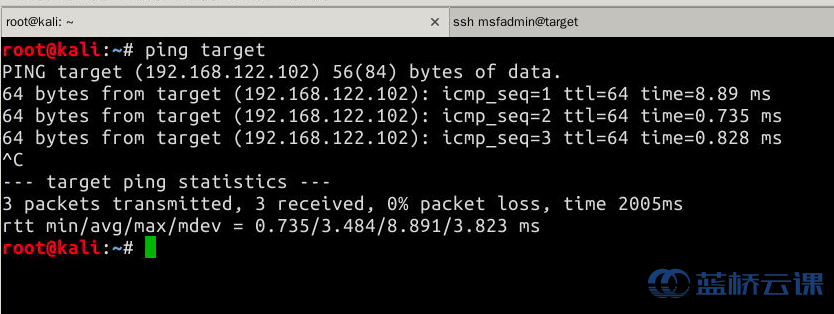 root@kali: ~ × ssh msfadmin@target
root@kali:~# ping target
PING target (192.168.122.102) 56(84) bytes of data.
64 bytes from target (192.168.122.102): icmp_seq=1 ttl=64 time=8.89 ms
64 bytes from target (192.168.122.102): icmp_seq=2 ttl=64 time=0.735 ms
64 bytes from target (192.168.122.102): icmp_seq=3 ttl=64 time=0.828 ms
^C
--- target ping statistics ---
3 packets transmitted, 3 received, 0% packet loss, time 2005ms
rtt min/avg/max/mdev = 0.735/3.484/8.891/3.823 ms
root@kali:~#
蓝桥云课